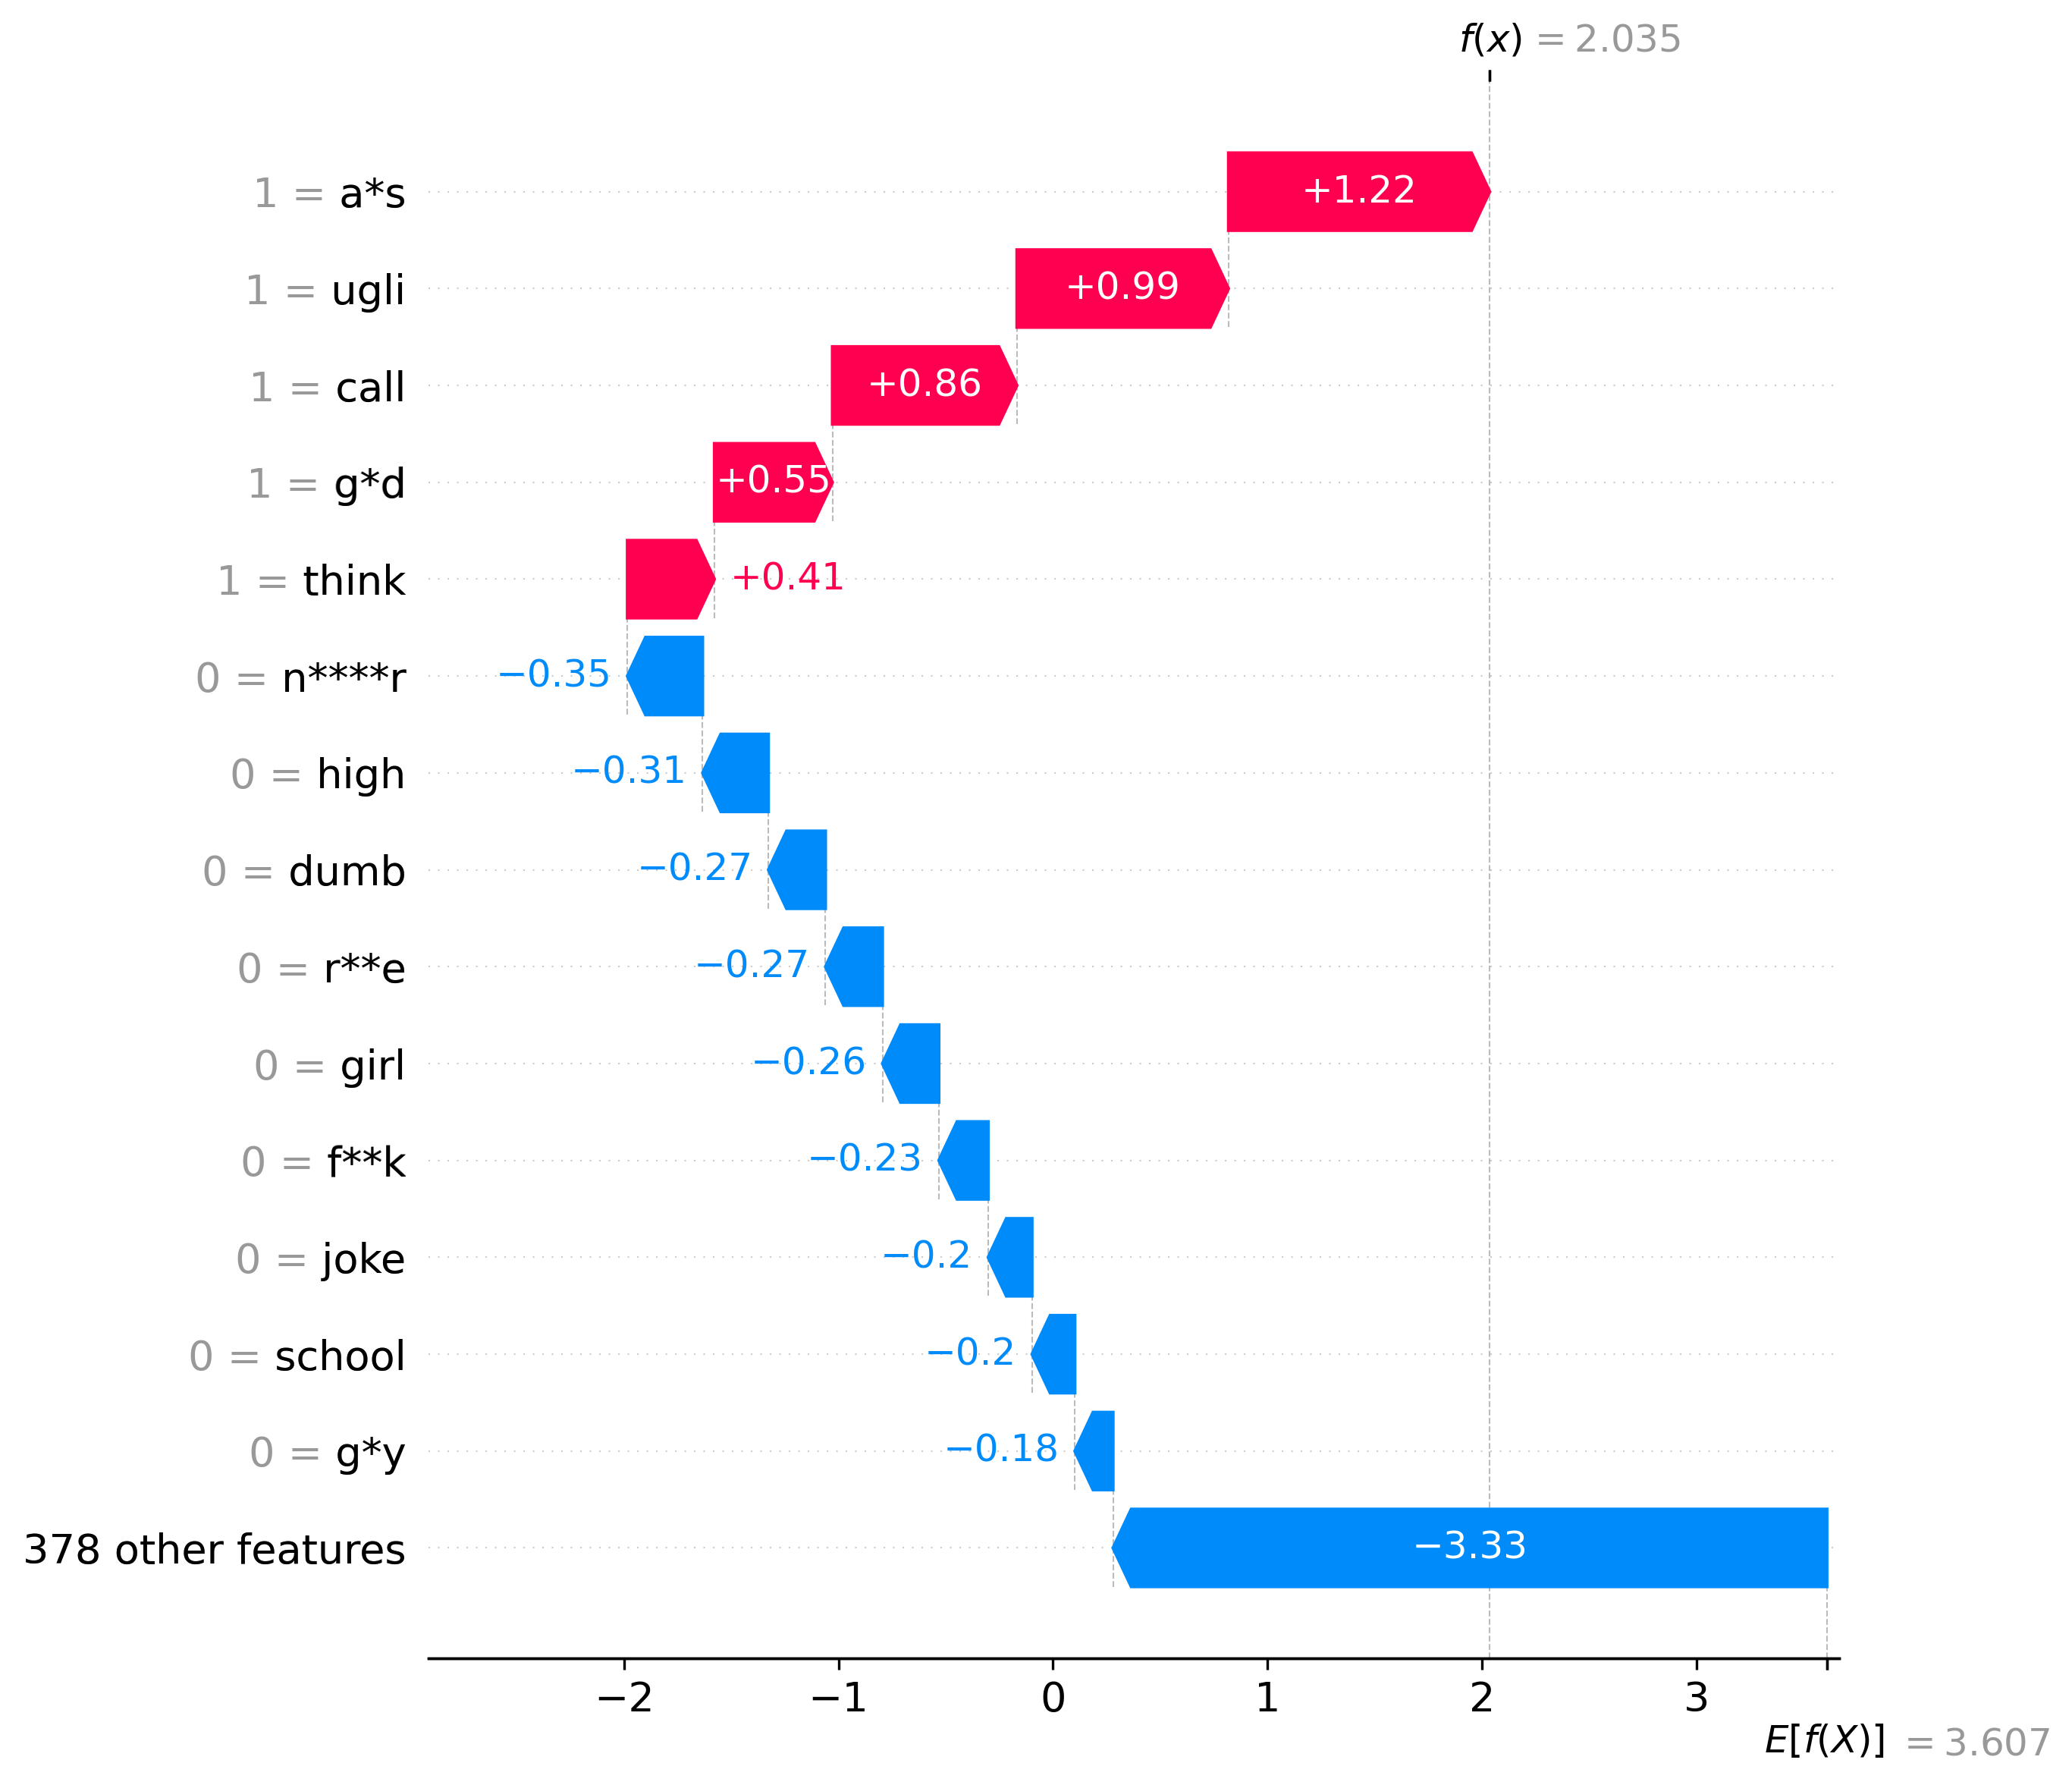 f(x) = 2.035
1 = a*s +1.22
1 = ugli +0.99
1 = call +0.86
1 = g*d +0.55
1 = think +0.41
0 = n****r −0.35
0 = high −0.31
0 = dumb −0.27
0 = r**e −0.27
0 = girl −0.26
0 = f**k −0.23
0 = joke −0.2
0 = school −0.2
0 = g*y −0.18
378 other features −3.33
−2 −1 0 1 2 3
E[f(X)] = 3.607